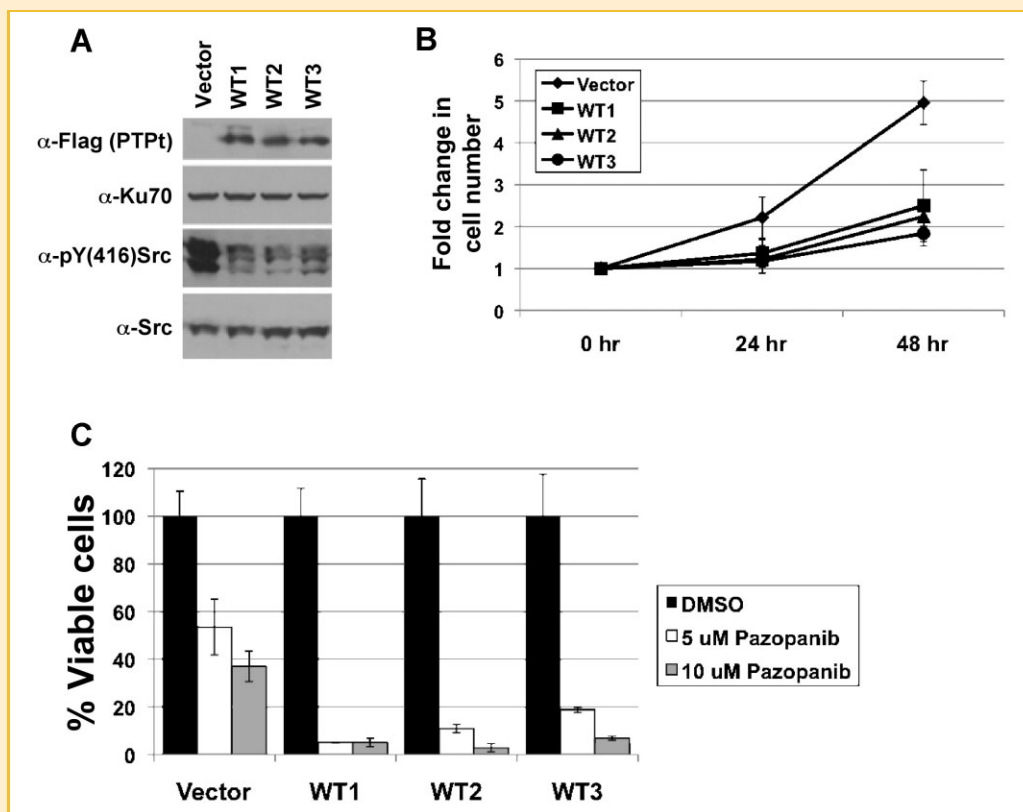 A
Vector
WT1
WT2
WT3
α-Flag (PTPt)
α-Ku70
α-pY(416)Src
α-Src
B
Fold change in
cell number
6
5
4
3
2
1
0
Vector
WT1
WT2
WT3
0 hr
24 hr
48 hr
C
% Viable cells
120
100
80
60
40
20
0
Vector
WT1
WT2
WT3
DMSO
5 uM Pazopanib
10 uM Pazopanib